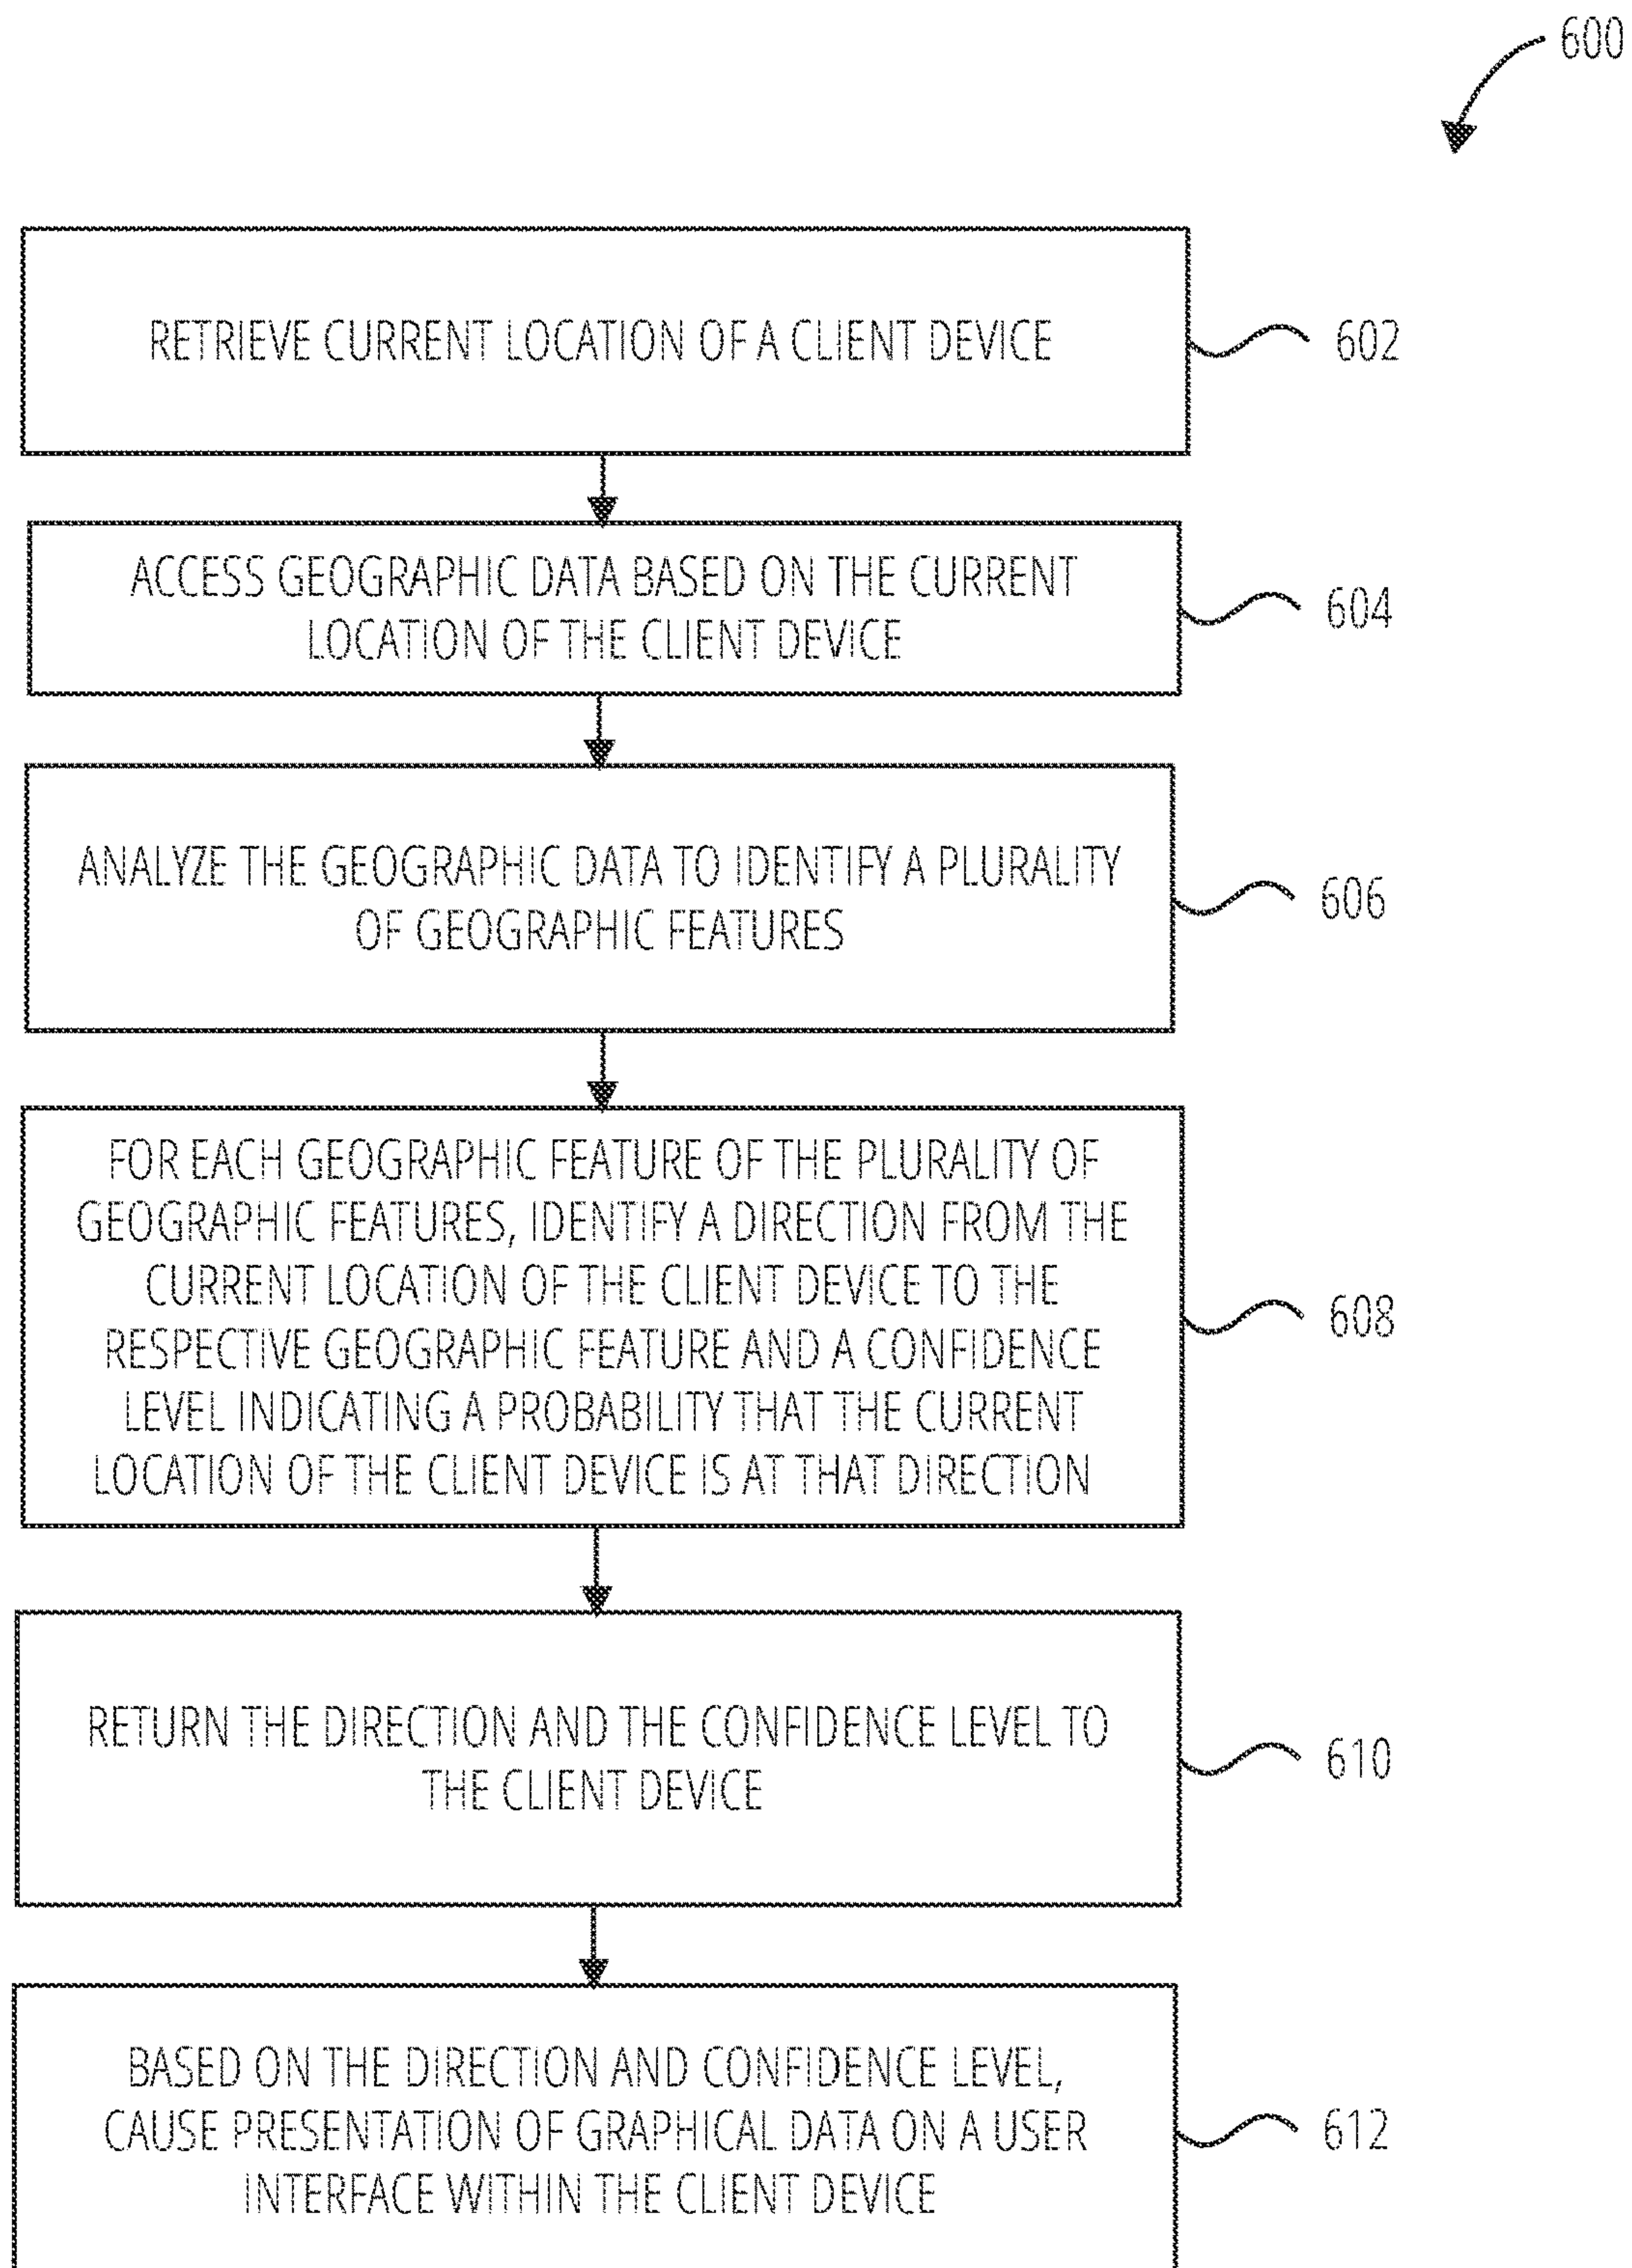 600
RETRIEVE CURRENT LOCATION OF A CLIENT DEVICE
602
ACCESS GEOGRAPHIC DATA BASED ON THE CURRENT
LOCATION OF THE CLIENT DEVICE
604
ANALYZE THE GEOGRAPHIC DATA TO IDENTIFY A PLURALITY
OF GEOGRAPHIC FEATURES
606
FOR EACH GEOGRAPHIC FEATURE OF THE PLURALITY OF
GEOGRAPHIC FEATURES, IDENTIFY A DIRECTION FROM THE
CURRENT LOCATION OF THE CLIENT DEVICE TO THE
RESPECTIVE GEOGRAPHIC FEATURE AND A CONFIDENCE
LEVEL INDICATING A PROBABILITY THAT THE CURRENT
LOCATION OF THE CLIENT DEVICE IS AT THAT DIRECTION
608
RETURN THE DIRECTION AND THE CONFIDENCE LEVEL TO
THE CLIENT DEVICE
610
BASED ON THE DIRECTION AND CONFIDENCE LEVEL,
CAUSE PRESENTATION OF GRAPHICAL DATA ON A USER
INTERFACE WITHIN THE CLIENT DEVICE
612